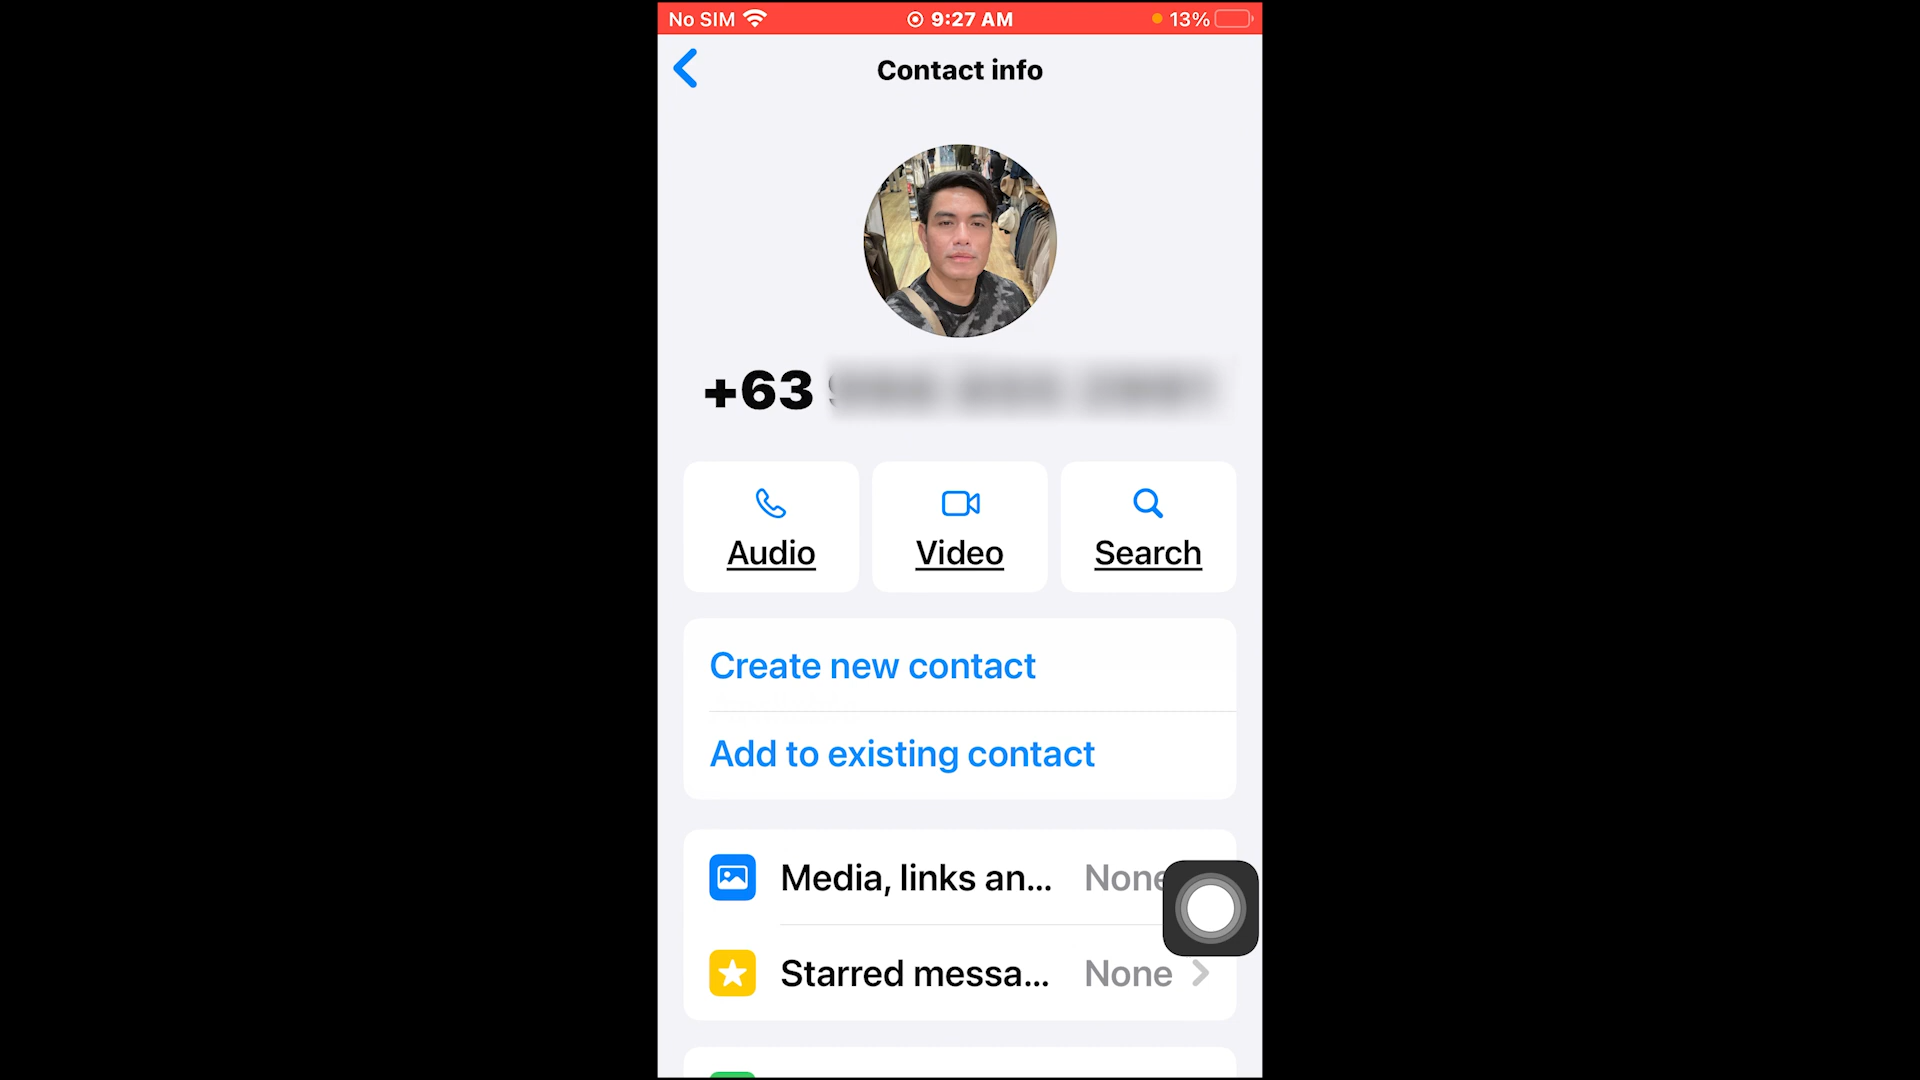 No SIM 9:27 AM 13%
Contact info
+63
Audio Video Search
Create new contact
Add to existing contact
Media, links an... None
Starred messa... None